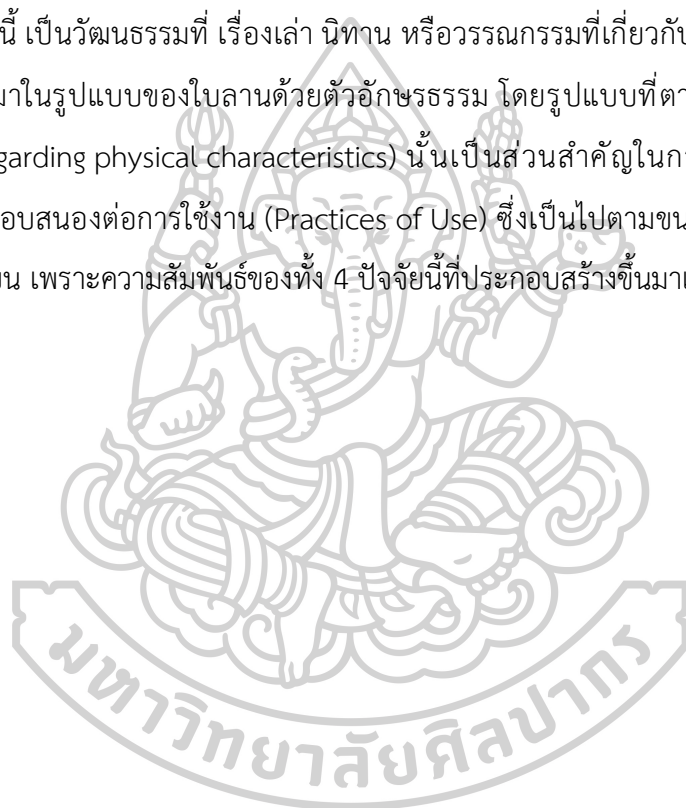 นี้ เป็นวัฒนธรรมที่ เรื่องเล่า นิทาน หรือวรรณกรรมที่เกี่ยวกับ
มาในรูปแบบของใบลานด้วยตัวอักษรธรรม โดยรูปแบบที่ตา
garding physical characteristics) นั้นเป็นส่วนสำคัญในก
อบสนองต่อการใช้งาน (Practices of Use) ซึ่งเป็นไปตามขน
ยน เพราะความสัมพันธ์ของทั้ง 4 ปัจจัยนี้ที่ประกอบสร้างขึ้นมาเ
มหาวิทยาลัยศิลปากร